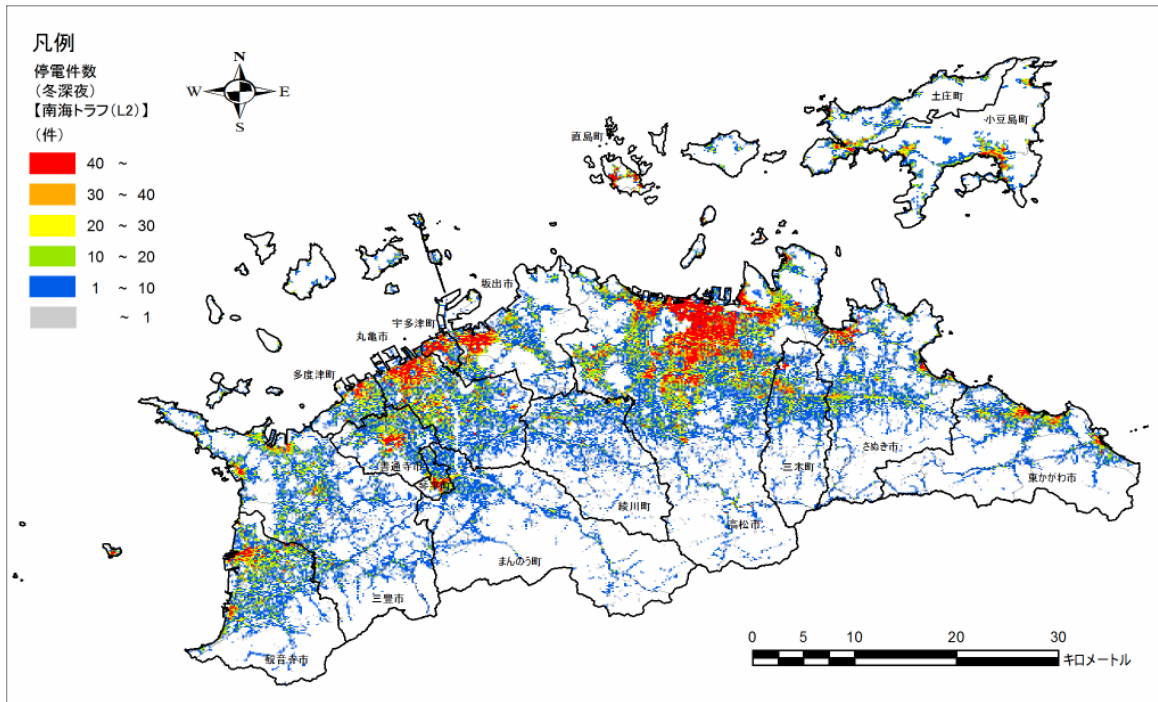 凡例
停電件数
(冬深夜)
【南海トラフ(L2)】
(件)
40 ~
30 ~ 40
20 ~ 30
10 ~ 20
1 ~ 10
~ 1
N
W E
S
土庄町
小豆島町
直島町
坂出市
宇多津町
丸亀市
多度津町
善通寺市
さぬき市
三木町
東かがわ市
綾川町
高松市
まんのう町
三豊市
観音寺市
0 5 10 20 30
キロメートル